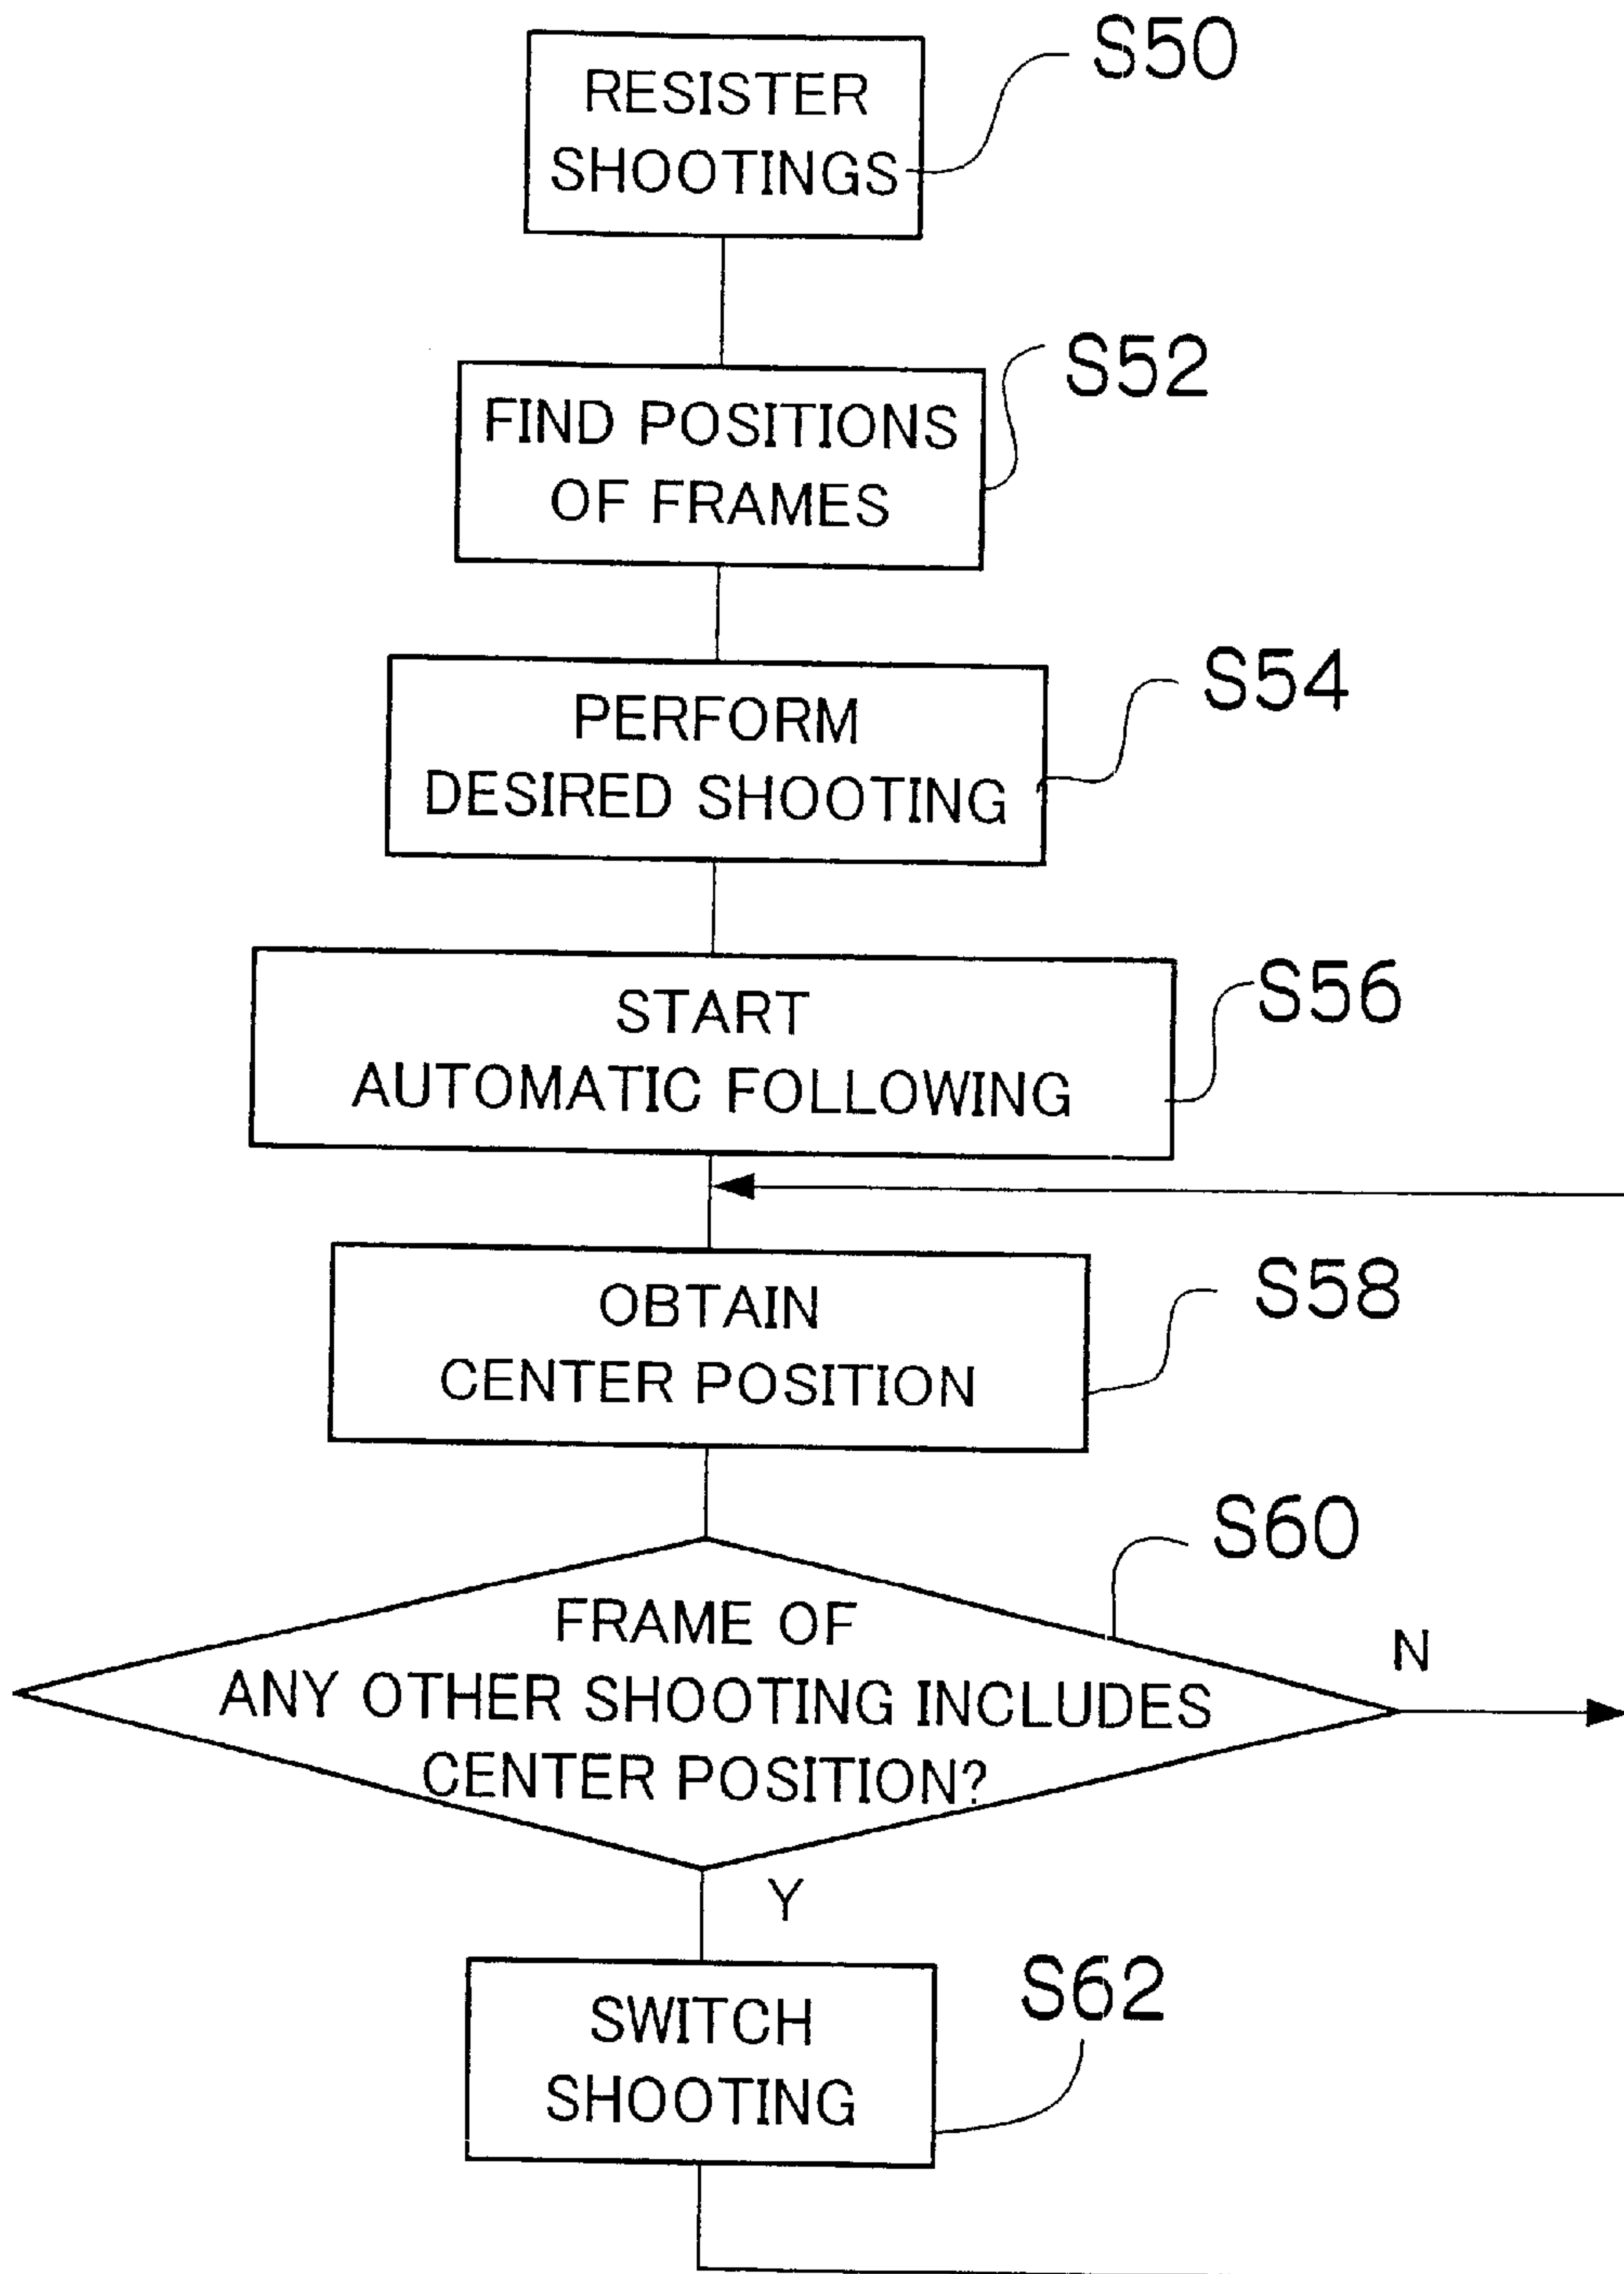 RESISTER
SHOOTINGS
S50
FIND POSITIONS
OF FRAMES
S52
PERFORM
DESIRED SHOOTING
S54
START
AUTOMATIC FOLLOWING
S56
OBTAIN
CENTER POSITION
S58
FRAME OF
ANY OTHER SHOOTING INCLUDES
CENTER POSITION?
S60
N
Y
SWITCH
SHOOTING
S62